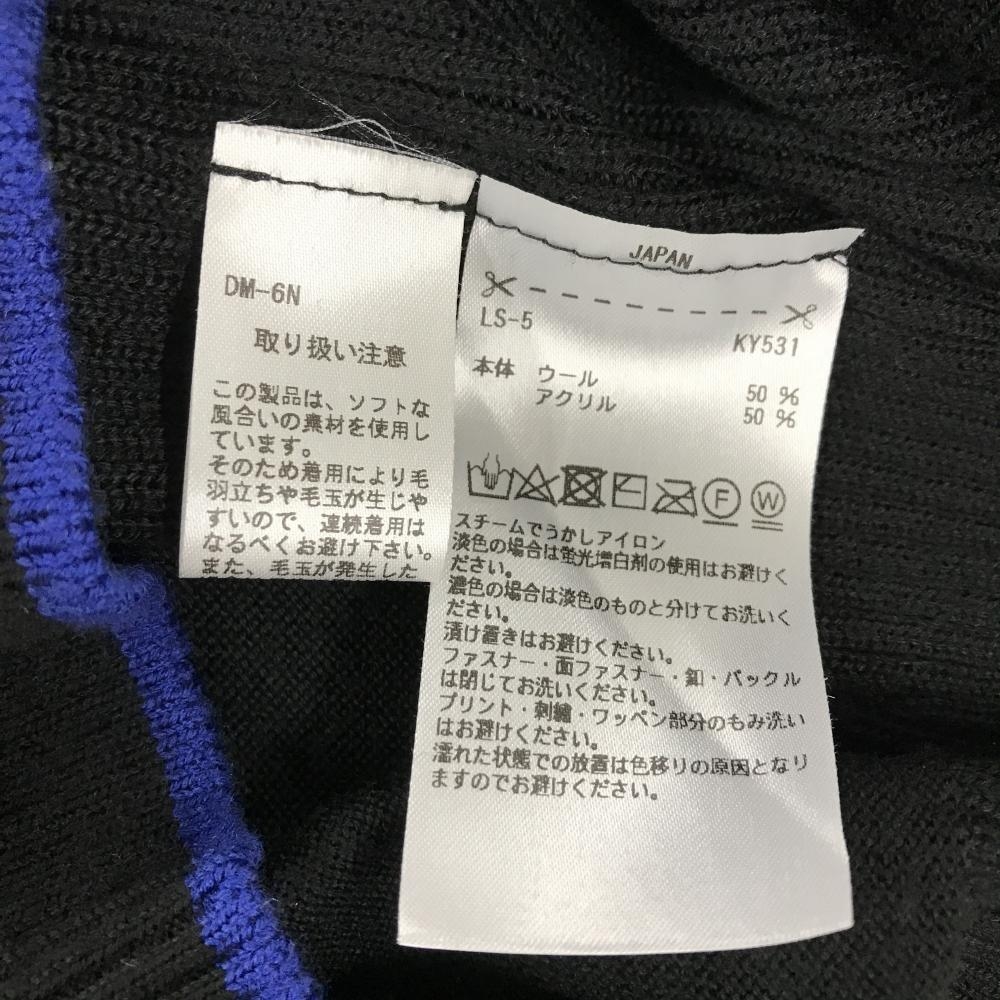 DM-6N
取り扱い注意
この製品は、ソフトな
風合いの素材を使用し
ています。
そのため着用により毛
羽立ちや毛玉が生じや
すいので、連続着用は
なるべくお避け下さい。
また、毛玉が発生した
JAPAN
LS-5 KY531
本体 ウール 50 %
アクリル 50 %
F W
スチームでうかしアイロン
淡色の場合は蛍光増白剤の使用はお避けく
ださい。
濃色の場合は淡色のものと分けてお洗いく
ださい。
漬け置きはお避けください。
ファスナー・面ファスナー・釦・バックル
は閉じてお洗いください。
プリント・刺繍・ワッペン部分のもみ洗い
はお避けください。
濡れた状態での放置は色移りの原因となり
ますのでお避けください。